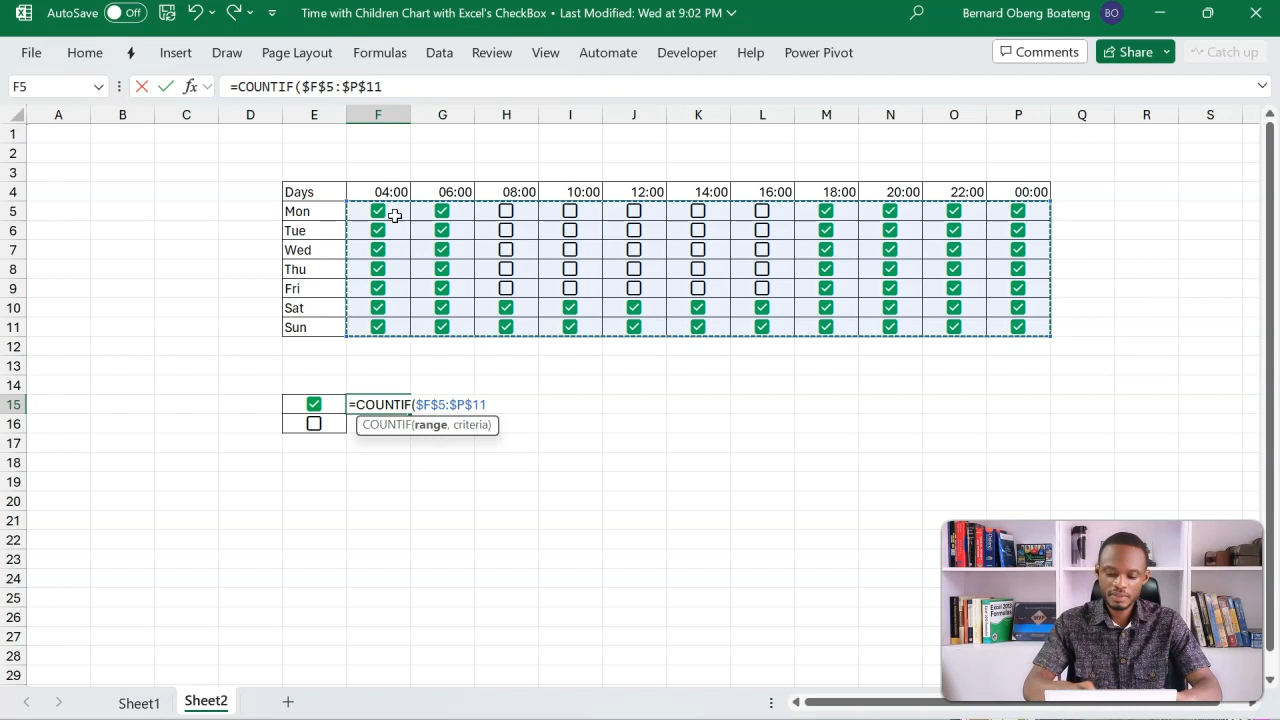 AutoSave Off Time with Children Chart with Excel's CheckBox • Last Modified: Wed at 9:02 PM Bernard Obeng Boateng BO
File Home Insert Draw Page Layout Formulas Data Review View Automate Developer Help Power Pivot Comments Share Catch up
F5 fx =COUNTIF($F$5:$P$11
A B C D E F G H I J K L M N O P Q R S
1
2
3
4 Days 04:00 06:00 08:00 10:00 12:00 14:00 16:00 18:00 20:00 22:00 00:00
5 Mon
6 Tue
7 Wed
8 Thu
9 Fri
10 Sat
11 Sun
12
13
14
15 =COUNTIF($F$5:$P$11
16 COUNTIF(range, criteria)
17
18
19
20
21
22
23
24
25
26
27
28
29
Sheet1 Sheet2